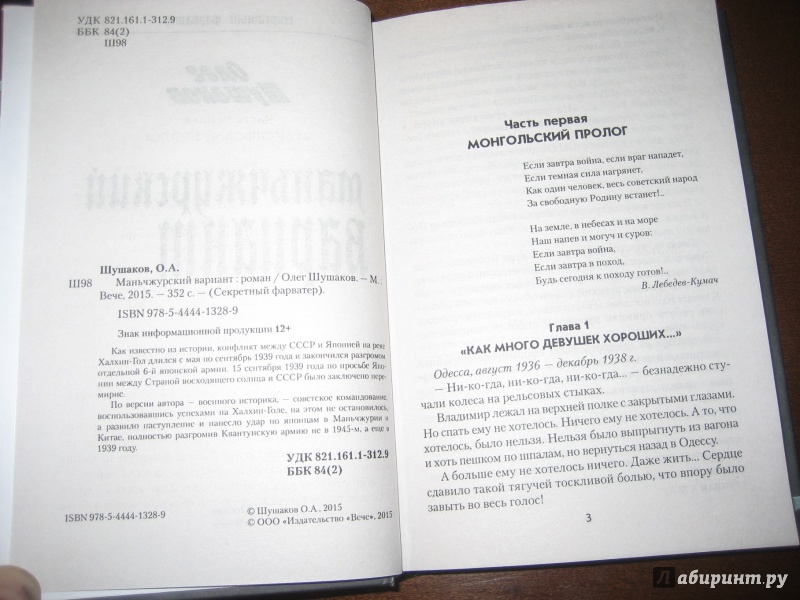 УДК 821.161.1-312.9
ББК 84(2)
Ш98
Шушаков, О.А.
Ш98 Маньчжурский вариант : роман / Олег Шушаков. — М. :
Вече, 2015. — 352 с. — (Секретный фарватер).
ISBN 978-5-4444-1328-9
Знак информационной продукции 12+
Как известно из истории, конфликт между СССР и Японией на реке
Халхин-Гол длился с мая по сентябрь 1939 года и закончился разгромом
отдельной 6-й японской армии. 15 сентября 1939 года по просьбе Япо-
нии между Страной восходящего солнца и СССР было заключено пере-
мирие.
По версии автора — военного историка, — советское командование,
воспользовавшись успехами на Халхин-Голе, на этом не остановилось,
а развило наступление и нанесло удар по японцам в Маньчжурии и
Китае, полностью разгромив Квантунскую армию не в 1945-м, а еще в
1939 году.
УДК 821.161.1-312.9
ББК 84(2)
ISBN 978-5-4444-1328-9
© Шушаков О.А., 2015
© ООО «Издательство «Вече», 2015
Часть первая
МОНГОЛЬСКИЙ ПРОЛОГ
Если завтра война, если враг нападет,
Если темная сила нагрянет,
Как один человек, весь советский народ
За свободную Родину встанет!..
На земле, в небесах и на море
Наш напев и могуч и суров:
Если завтра война,
Если завтра в поход,
Будь сегодня к походу готов!..
В. Лебедев-Кумач
Глава 1
«КАК МНОГО ДЕВУШЕК ХОРОШИХ...»
Одесса, август 1936 — декабрь 1938 г.
— Ни-ко-гда, ни-ко-гда, ни-ко-гда... — безнадежно сту-
чали колеса на рельсовых стыках.
Владимир лежал на верхней полке с закрытыми глазами.
Но спать ему не хотелось. Ничего ему не хотелось. А то, что
хотелось, было нельзя. Нельзя было выпрыгнуть из вагона
и хоть пешком по шпалам, но вернуться назад в Одессу.
А больше ему не хотелось ничего. Даже жить... Сердце
сдавило такой тягучей тоскливой болью, что впору было
завыть во весь голос!
3
Лабиринт.ру